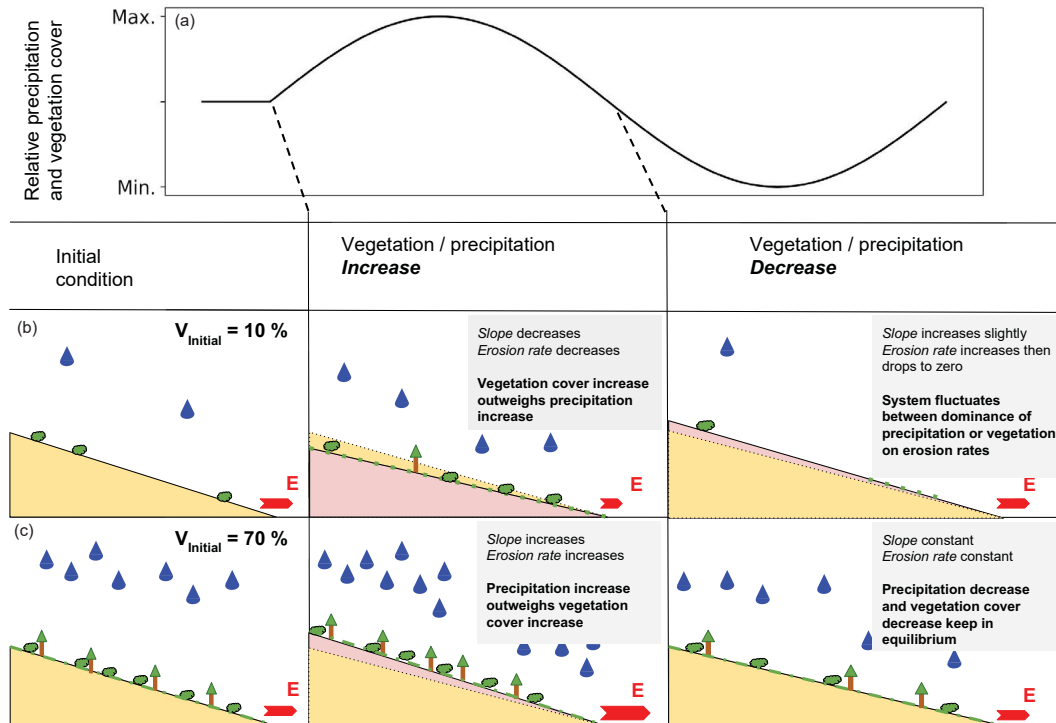 Relative precipitation
and vegetation cover
Max.
(a)
Min.
Initial
condition
Vegetation / precipitation
Increase
Vegetation / precipitation
Decrease
(b)
V_Initial = 10 %
E
Slope decreases
Erosion rate decreases
Vegetation cover increase
outweighs precipitation
increase
E
Slope increases slightly
Erosion rate increases then
drops to zero
System fluctuates
between dominance of
precipitation or vegetation
on erosion rates
E
(c)
V_Initial = 70 %
E
Slope increases
Erosion rate increases
Precipitation increase
outweighs vegetation
cover increase
E
Slope constant
Erosion rate constant
Precipitation decrease
and vegetation cover
decrease keep in
equilibrium
E